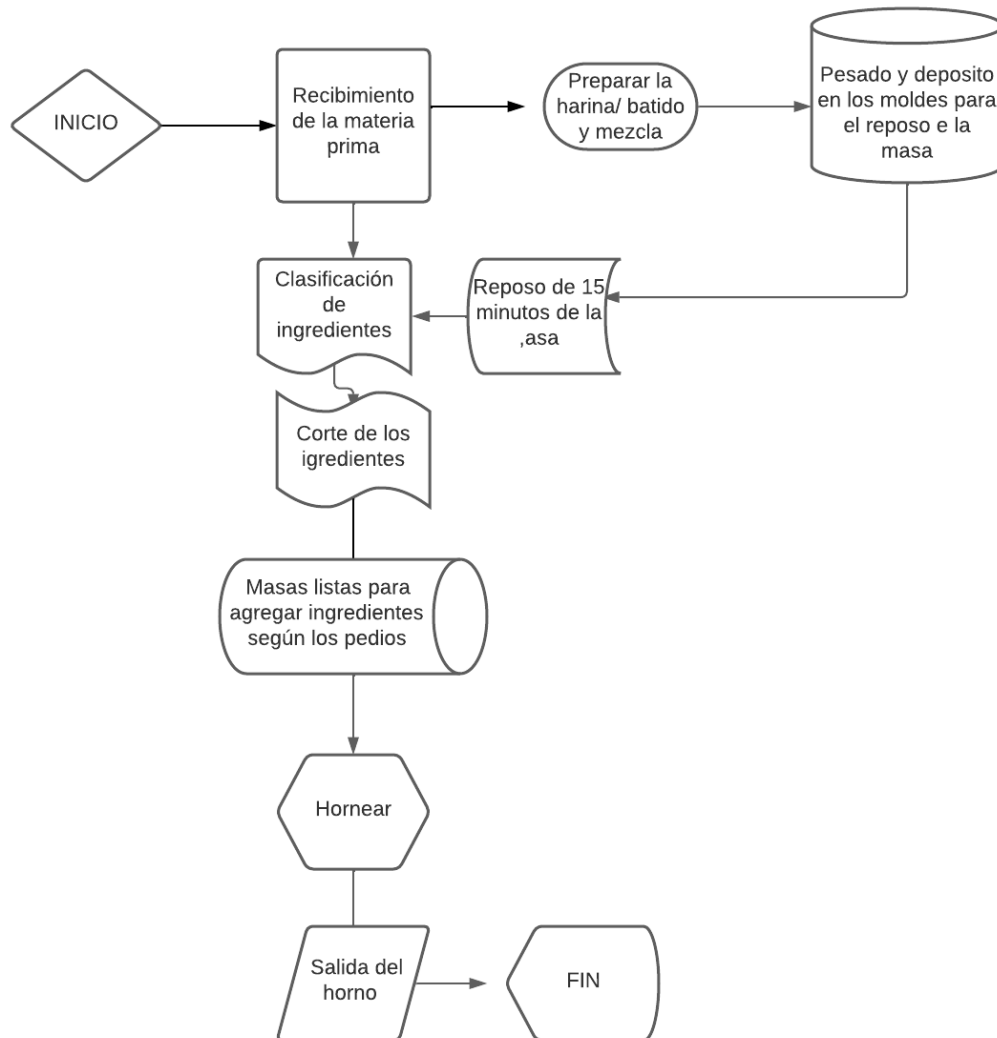 INICIO
Recibimiento
de la materia
prima
Preparar la
harina/ batido
y mezcla
Pesado y deposito
en los moldes para
el reposo e la
masa
Clasificación
de
ingredientes
Reposo de 15
minutos de la
,asa
Corte de los
igredientes
Masas listas para
agregar ingredientes
según los pedios
Hornear
Salida del
horno
FIN